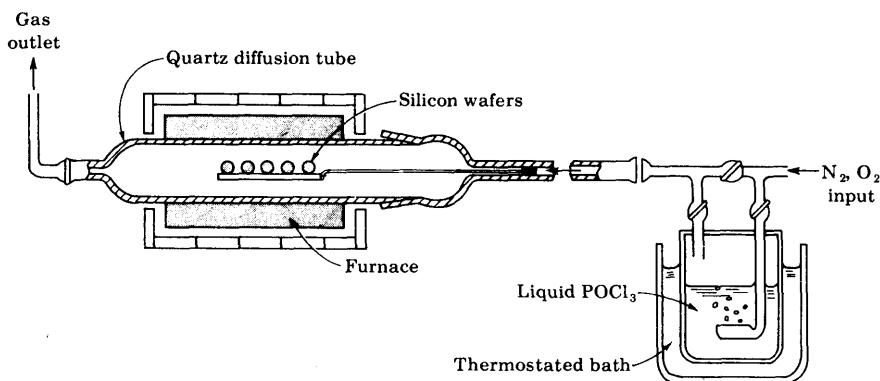 Gas
outlet
Quartz diffusion tube
Silicon wafers
N₂, O₂
input
Furnace
Liquid POCl₃
Thermostated bath